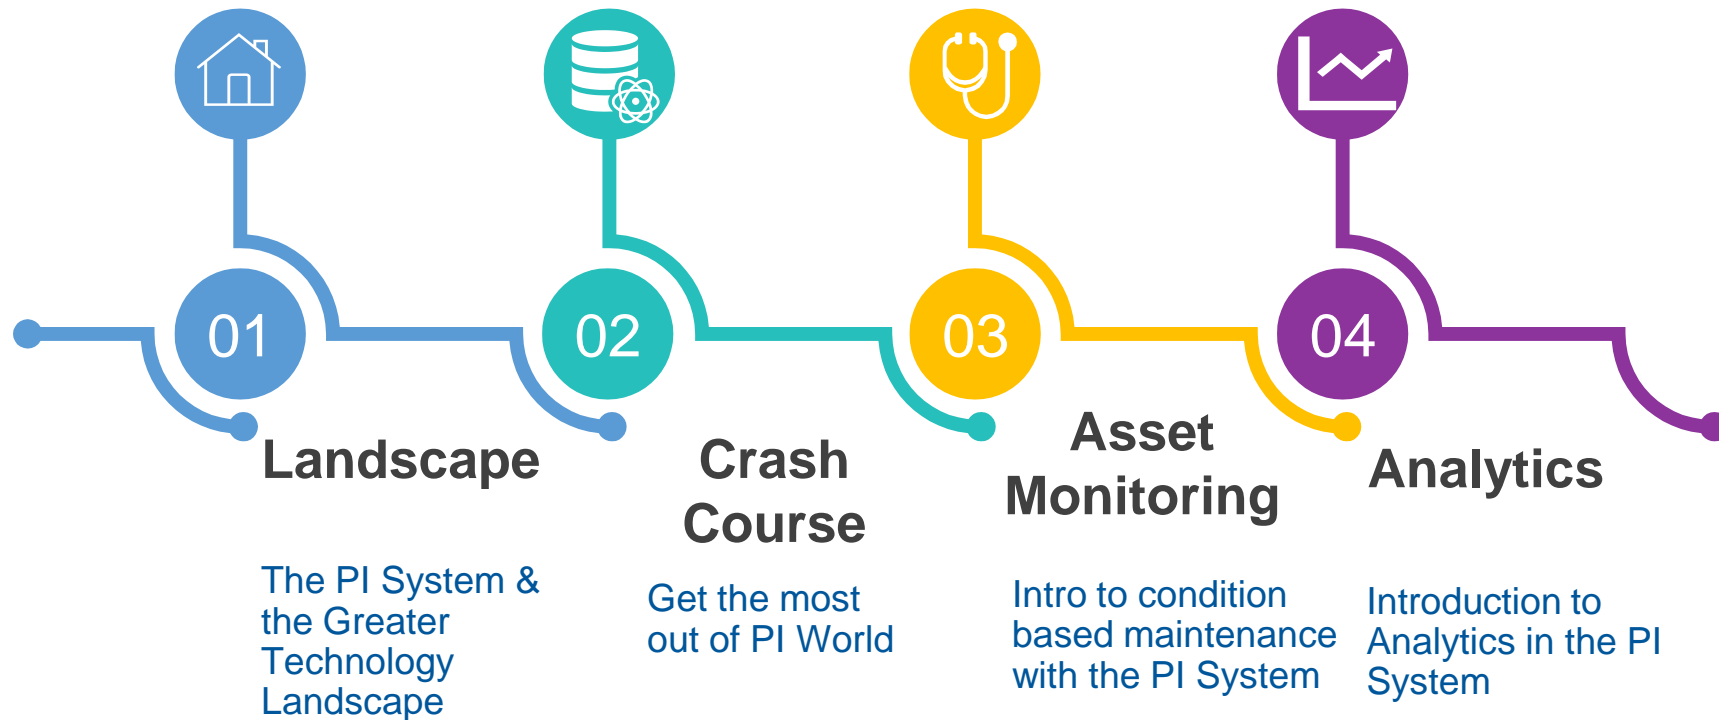 01
02
03
04
Landscape
The PI System &
the Greater
Technology
Landscape
Crash
Course
Get the most
out of PI World
Asset
Monitoring
Intro to condition
based maintenance
with the PI System
Analytics
Introduction to
Analytics in the PI
System